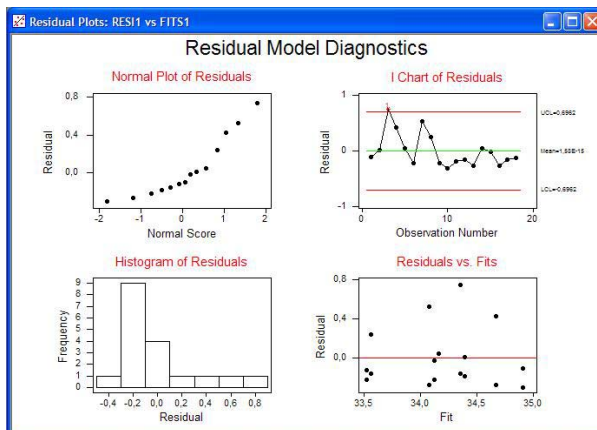 Residual Plots: RESI1 vs FITS1
Residual Model Diagnostics
Normal Plot of Residuals
0,8
0,4
0,0
Residual
-2
-1
0
1
2
Normal Score
I Chart of Residuals
1
0
-1
Residual
1
UCL=0,6962
Mean=1,58E-15
LCL=-0,6962
0
10
20
Observation Number
Histogram of Residuals
9
8
7
6
5
4
3
2
1
0
Frequency
-0,4
-0,2
0,0
0,2
0,4
0,6
0,8
Residual
Residuals vs. Fits
0,8
0,4
0,0
Residual
33,5
34,0
34,5
35,0
Fit